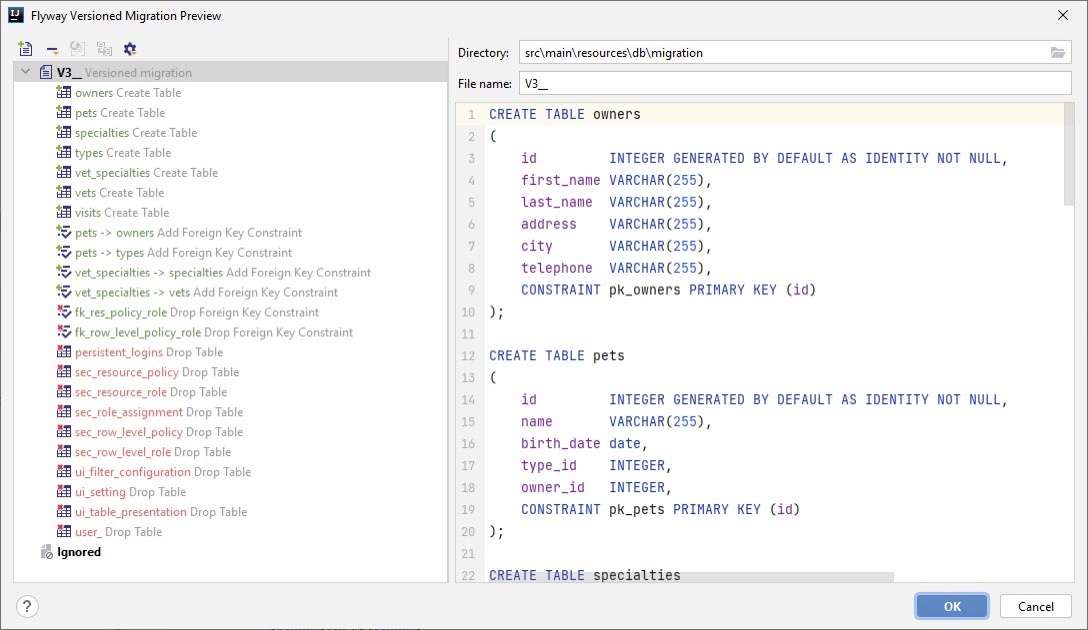 Flyway Versioned Migration Preview
V3__ Versioned migration
owners Create Table
pets Create Table
specialties Create Table
types Create Table
vet_specialties Create Table
vets Create Table
visits Create Table
pets -> owners Add Foreign Key Constraint
pets -> types Add Foreign Key Constraint
vet_specialties -> specialties Add Foreign Key Constraint
vet_specialties -> vets Add Foreign Key Constraint
fk_res_policy_role Drop Foreign Key Constraint
fk_row_level_policy_role Drop Foreign Key Constraint
persistent_logins Drop Table
sec_resource_policy Drop Table
sec_resource_role Drop Table
sec_role_assignment Drop Table
sec_row_level_policy Drop Table
sec_row_level_role Drop Table
ui_filter_configuration Drop Table
ui_setting Drop Table
ui_table_presentation Drop Table
user_ Drop Table
Ignored
Directory: src\main\resources\db\migration
File name: V3__
1 CREATE TABLE owners
2 (
3 id INTEGER GENERATED BY DEFAULT AS IDENTITY NOT NULL,
4 first_name VARCHAR(255),
5 last_name VARCHAR(255),
6 address VARCHAR(255),
7 city VARCHAR(255),
8 telephone VARCHAR(255),
9 CONSTRAINT pk_owners PRIMARY KEY (id)
10 );
11
12 CREATE TABLE pets
13 (
14 id INTEGER GENERATED BY DEFAULT AS IDENTITY NOT NULL,
15 name VARCHAR(255),
16 birth_date date,
17 type_id INTEGER,
18 owner_id INTEGER,
19 CONSTRAINT pk_pets PRIMARY KEY (id)
20 );
21
22 CREATE TABLE specialties
? OK Cancel